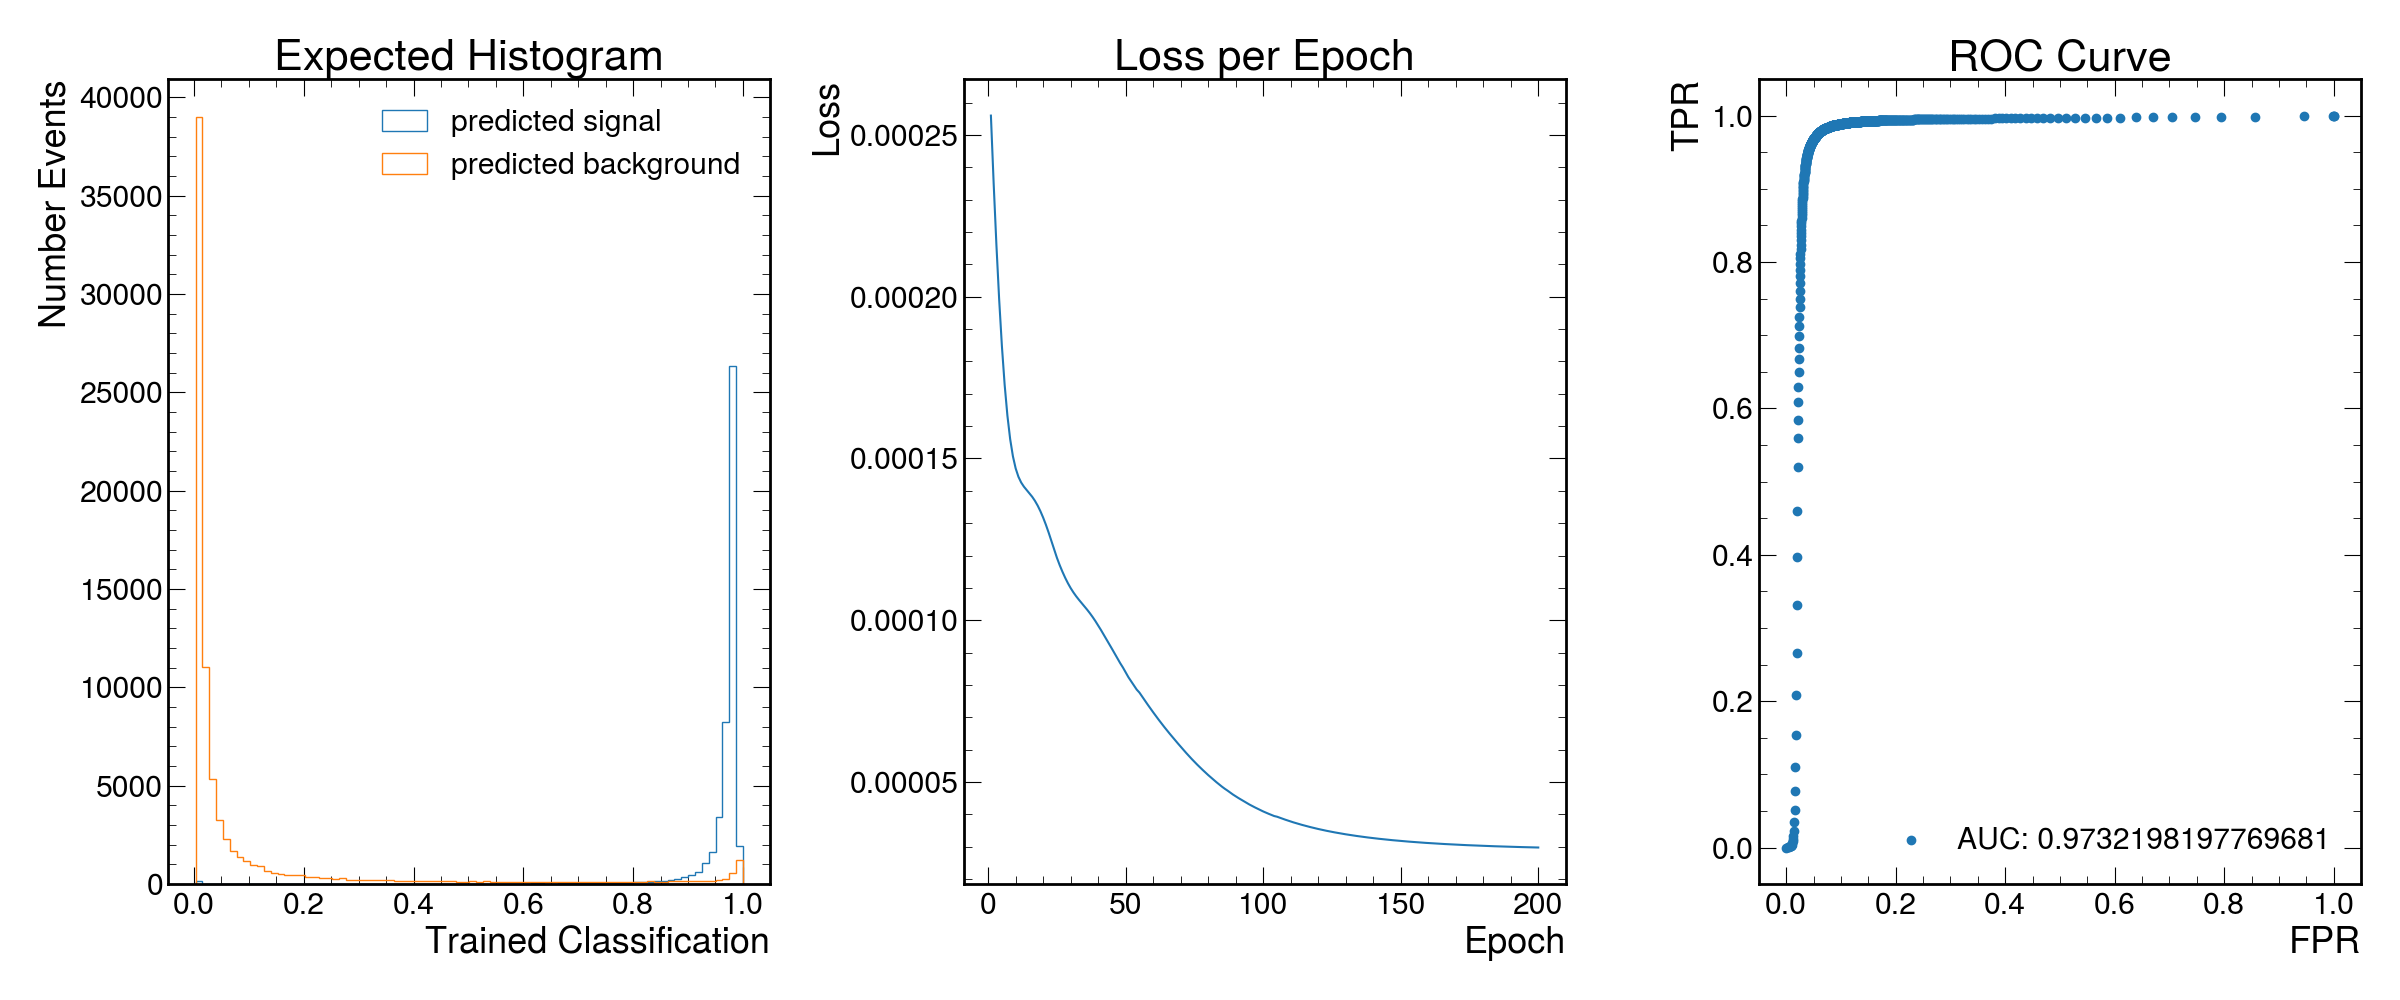 Expected Histogram
Number Events
40000
35000
30000
25000
20000
15000
10000
5000
0
predicted signal
predicted background
0.0 0.2 0.4 0.6 0.8 1.0
Trained Classification
Loss per Epoch
Loss
0.00025
0.00020
0.00015
0.00010
0.00005
0 50 100 150 200
Epoch
ROC Curve
TPR
1.0
0.8
0.6
0.4
0.2
0.0
AUC: 0.9732198197769681
0.0 0.2 0.4 0.6 0.8 1.0
FPR